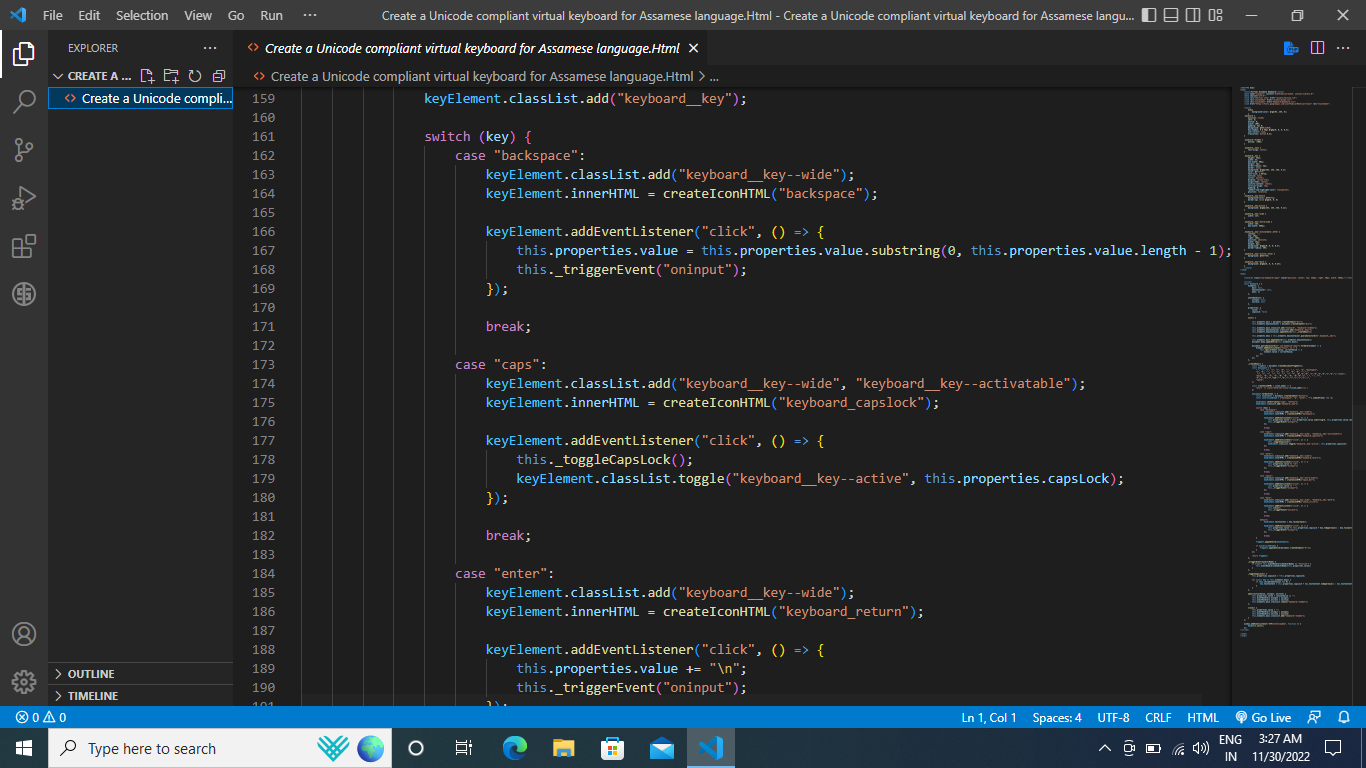 File Edit Selection View Go Run ··· Create a Unicode compliant virtual keyboard for Assamese language.Html - Create a Unicode compliant virtual keyboard for Assamese langu...
EXPLORER ···
CREATE A ...
Create a Unicode compli...
Create a Unicode compliant virtual keyboard for Assamese language.Html
Create a Unicode compliant virtual keyboard for Assamese language.Html > ...
159 keyElement.classList.add("keyboard__key");
160
161 switch (key) {
162 case "backspace":
163 keyElement.classList.add("keyboard__key--wide");
164 keyElement.innerHTML = createIconHTML("backspace");
165
166 keyElement.addEventListener("click", () => {
167 this.properties.value = this.properties.value.substring(0, this.properties.value.length - 1);
168 this._triggerEvent("oninput");
169 });
170
171 break;
172
173 case "caps":
174 keyElement.classList.add("keyboard__key--wide", "keyboard__key--activatable");
175 keyElement.innerHTML = createIconHTML("keyboard_capslock");
176
177 keyElement.addEventListener("click", () => {
178 this._toggleCapsLock();
179 keyElement.classList.toggle("keyboard__key--active", this.properties.capsLock);
180 });
181
182 break;
183
184 case "enter":
185 keyElement.classList.add("keyboard__key--wide");
186 keyElement.innerHTML = createIconHTML("keyboard_return");
187
188 keyElement.addEventListener("click", () => {
189 this.properties.value += "\n";
190 this._triggerEvent("oninput");
191 });
OUTLINE
TIMELINE
0 0 Ln 1, Col 1 Spaces: 4 UTF-8 CRLF HTML Go Live
Type here to search
ENG
IN
3:27 AM
11/30/2022